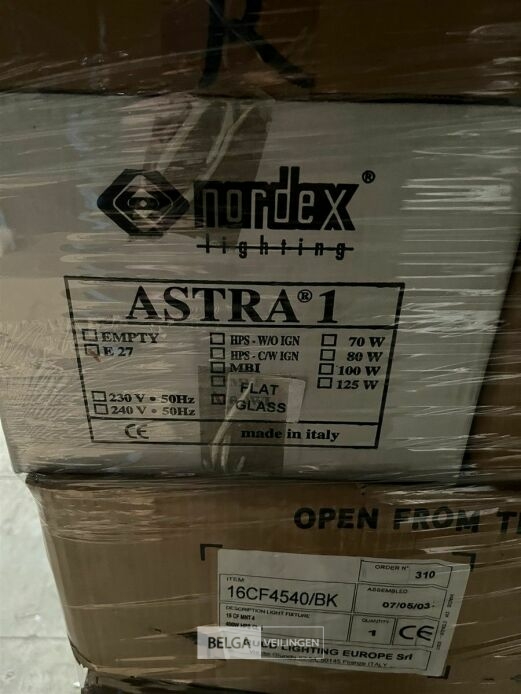 R
nordex®
lighting
ASTRA® 1
EMPTY
E 27
HPS - W/O IGN
HPS - C/W IGN
MBI
70 W
80 W
100 W
125 W
FLAT
GLASS
230 V • 50Hz
240 V • 50Hz
CE
made in italy
OPEN FROM T
ORDER N°
310
ITEM
16CF4540/BK
ASSEMBLED
07/05/03
DESCRIPTION LIGHT FIXTURE
QUANTITY
1
CE
LIGHTING EUROPE Srl
BELGA VEILINGEN